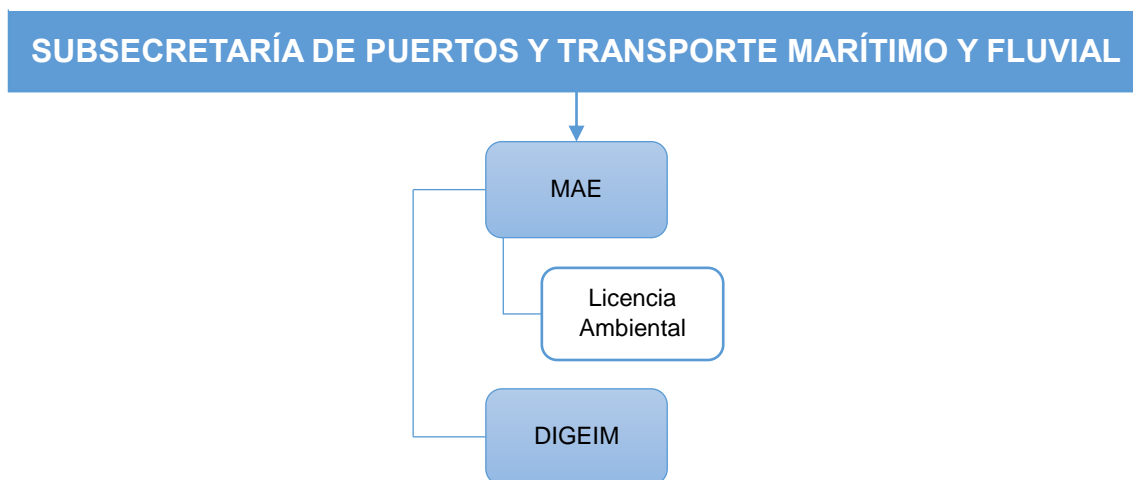 SUBSECRETARÍA DE PUERTOS Y TRANSPORTE MARÍTIMO Y FLUVIAL
MAE
Licencia
Ambiental
DIGEIM